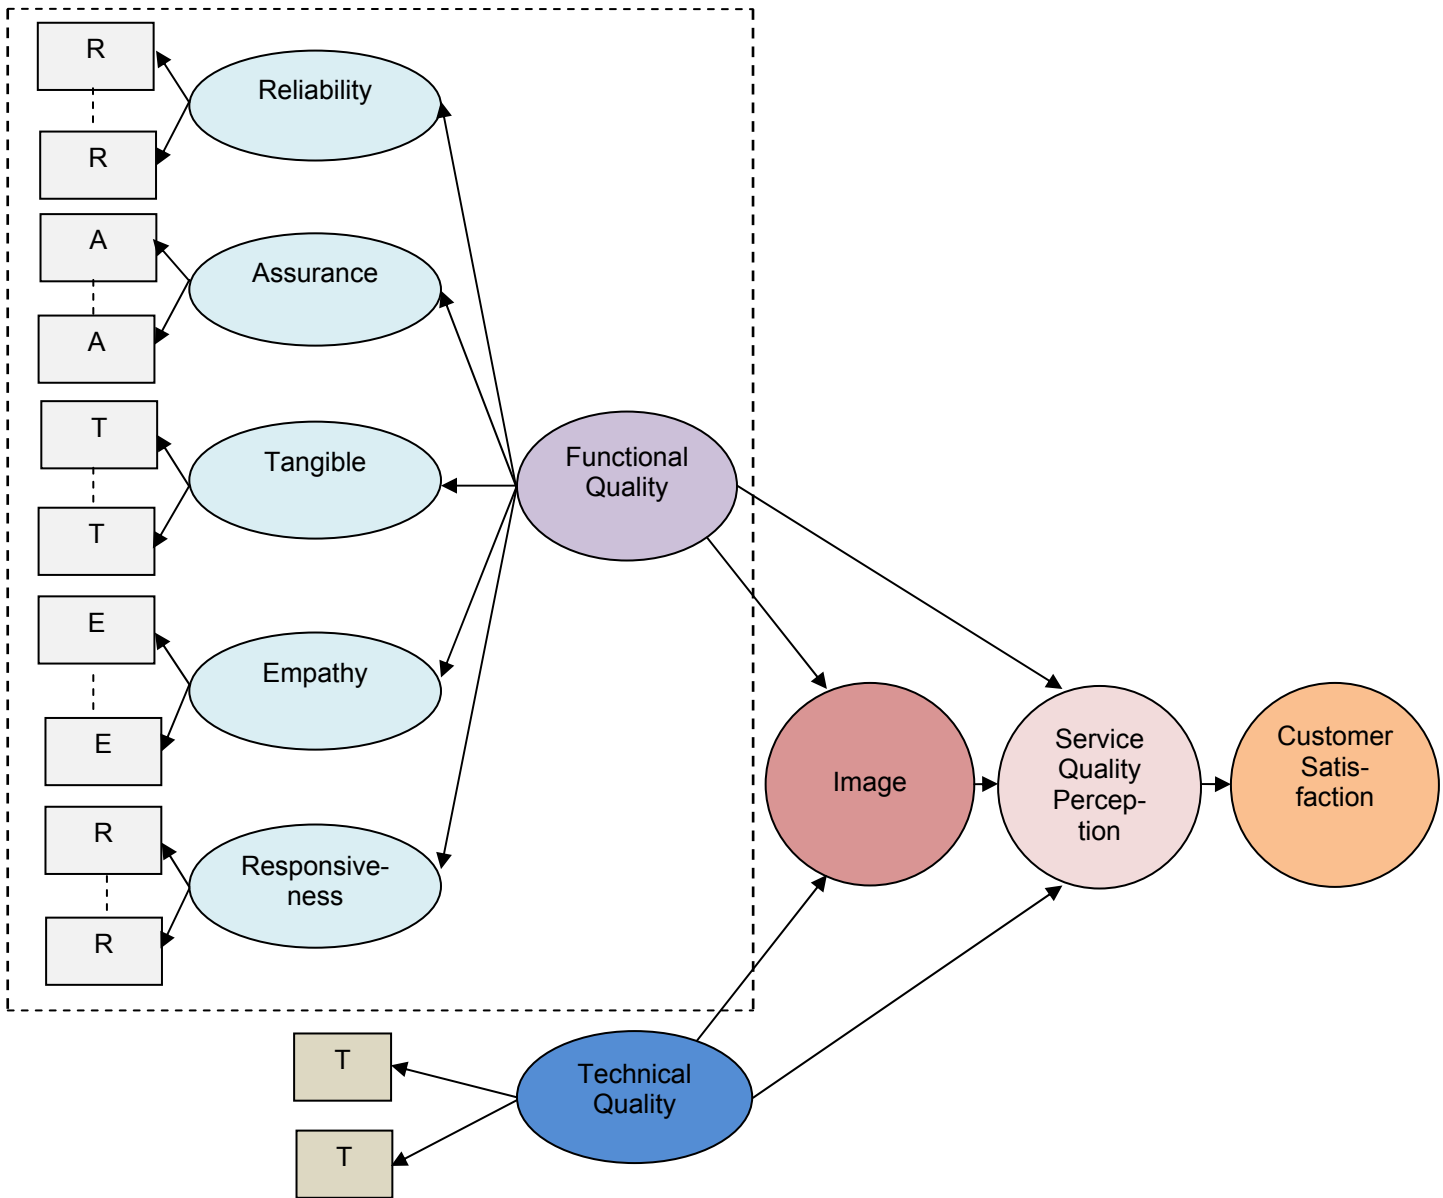 R
Reliability
R
A
Assurance
A
T
Tangible
T
Functional
Quality
E
Empathy
E
R
Responsive-
ness
R
Image
Service
Quality
Percep-
tion
Customer
Satis-
faction
T
Technical
Quality
T